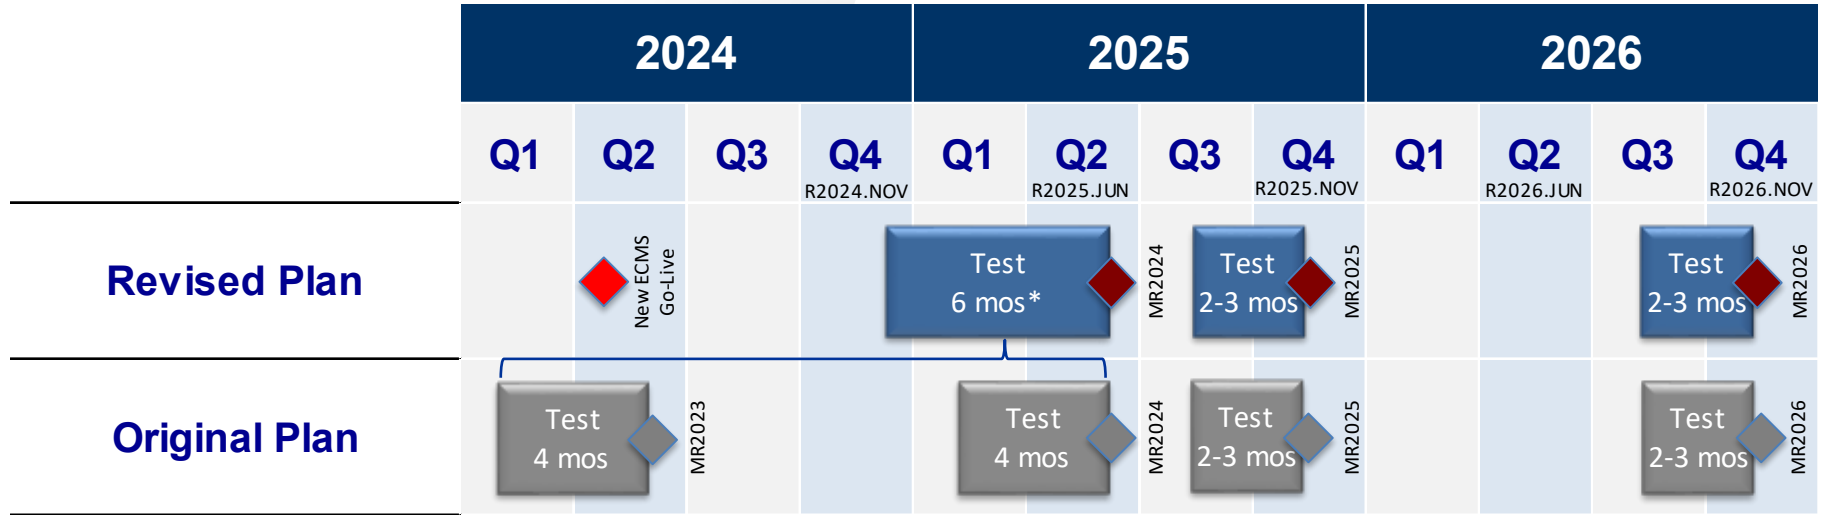 2024
2025
2026
Q1
Q2
Q3
Q4
Q1
Q2
Q3
Q4
Q1
Q2
Q3
Q4
R2024.NOV
R2025.JUN
R2025.NOV
R2026.JUN
R2026.NOV
Revised Plan
New ECMS
Go-Live
Test
6 mos*
MR2024
Test
2-3 mos
MR2025
Test
2-3 mos
MR2026
Original Plan
Test
4 mos
MR2023
Test
4 mos
MR2024
Test
2-3 mos
MR2025
Test
2-3 mos
MR2026